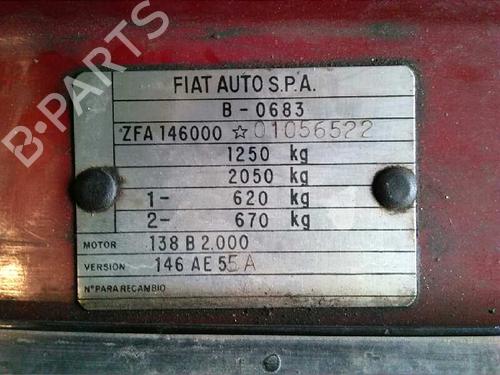 B-PARTS
FIAT AUTO S.P.A.
B - 0683
ZFA 146000 ☆01056522
1250 kg
2050 kg
1- 620 kg
2- 670 kg
MOTOR 138 B 2.000
VERSIÓN 146 AE 55 A
Nº PARA RECAMBIO